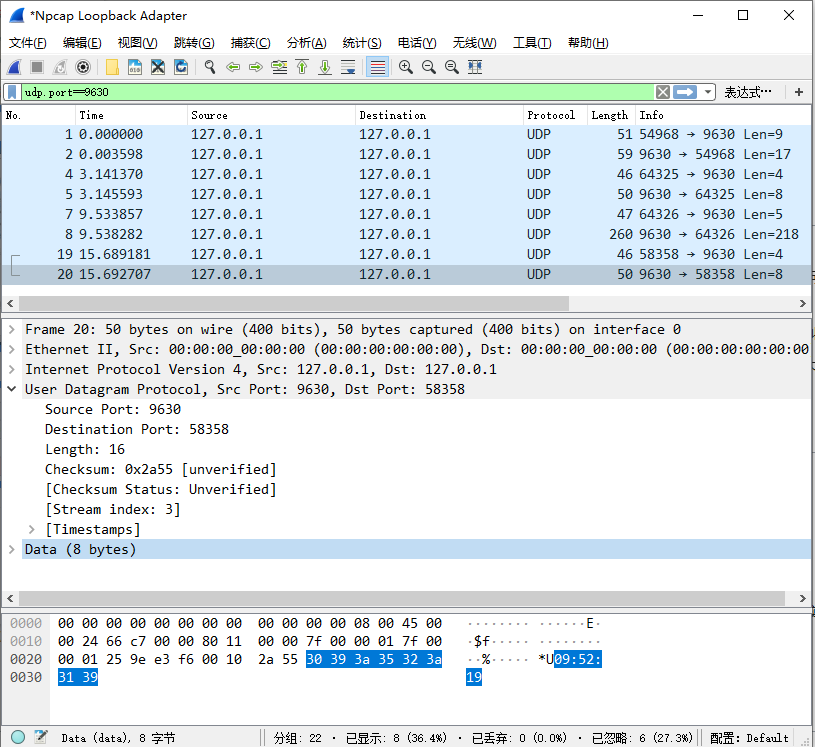 *Npcap Loopback Adapter
文件(F) 编辑(E) 视图(V) 跳转(G) 捕获(C) 分析(A) 统计(S) 电话(Y) 无线(W) 工具(T) 帮助(H)
udp.port==9630 表达式… +
No. Time Source Destination Protocol Length Info
1 0.000000 127.0.0.1 127.0.0.1 UDP 51 54968 → 9630 Len=9
2 0.003598 127.0.0.1 127.0.0.1 UDP 59 9630 → 54968 Len=17
4 3.141370 127.0.0.1 127.0.0.1 UDP 46 64325 → 9630 Len=4
5 3.145593 127.0.0.1 127.0.0.1 UDP 50 9630 → 64325 Len=8
7 9.533857 127.0.0.1 127.0.0.1 UDP 47 64326 → 9630 Len=5
8 9.538282 127.0.0.1 127.0.0.1 UDP 260 9630 → 64326 Len=218
19 15.689181 127.0.0.1 127.0.0.1 UDP 46 58358 → 9630 Len=4
20 15.692707 127.0.0.1 127.0.0.1 UDP 50 9630 → 58358 Len=8
Frame 20: 50 bytes on wire (400 bits), 50 bytes captured (400 bits) on interface 0
Ethernet II, Src: 00:00:00_00:00:00 (00:00:00:00:00:00), Dst: 00:00:00_00:00:00 (00:00:00:00:00:00
Internet Protocol Version 4, Src: 127.0.0.1, Dst: 127.0.0.1
User Datagram Protocol, Src Port: 9630, Dst Port: 58358
Source Port: 9630
Destination Port: 58358
Length: 16
Checksum: 0x2a55 [unverified]
[Checksum Status: Unverified]
[Stream index: 3]
[Timestamps]
Data (8 bytes)
0000 00 00 00 00 00 00 00 00 00 00 00 00 08 00 45 00 ········ ······E·
0010 00 24 66 c7 00 00 80 11 00 00 7f 00 00 01 7f 00 ·$f····· ········
0020 00 01 25 9e e3 f6 00 10 2a 55 30 39 3a 35 32 3a ··%····· *U09:52:
0030 31 39 19
Data (data), 8 字节 分组: 22 · 已显示: 8 (36.4%) · 已丢弃: 0 (0.0%) · 已忽略: 6 (27.3%) 配置: Default